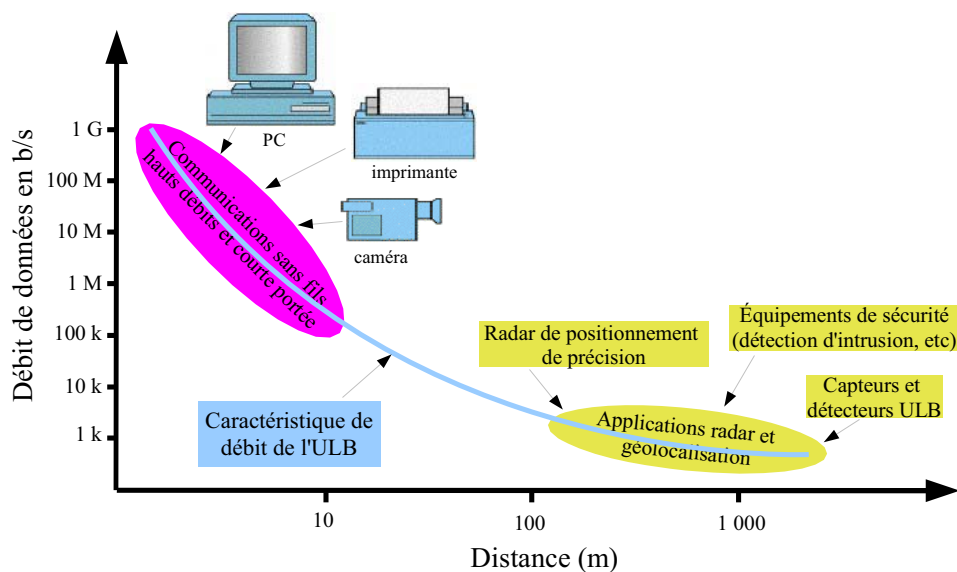 Débit de données en b/s
1 G
100 M
10 M
1 M
100 k
10 k
1 k
PC
imprimante
caméra
Communications sans fils
hauts débits et courte portée
Caractéristique de
débit de l'ULB
Radar de positionnement
de précision
Équipements de sécurité
(détection d'intrusion, etc)
Capteurs et
détecteurs ULB
Applications radar et
géolocalisation
10
100
1 000
Distance (m)